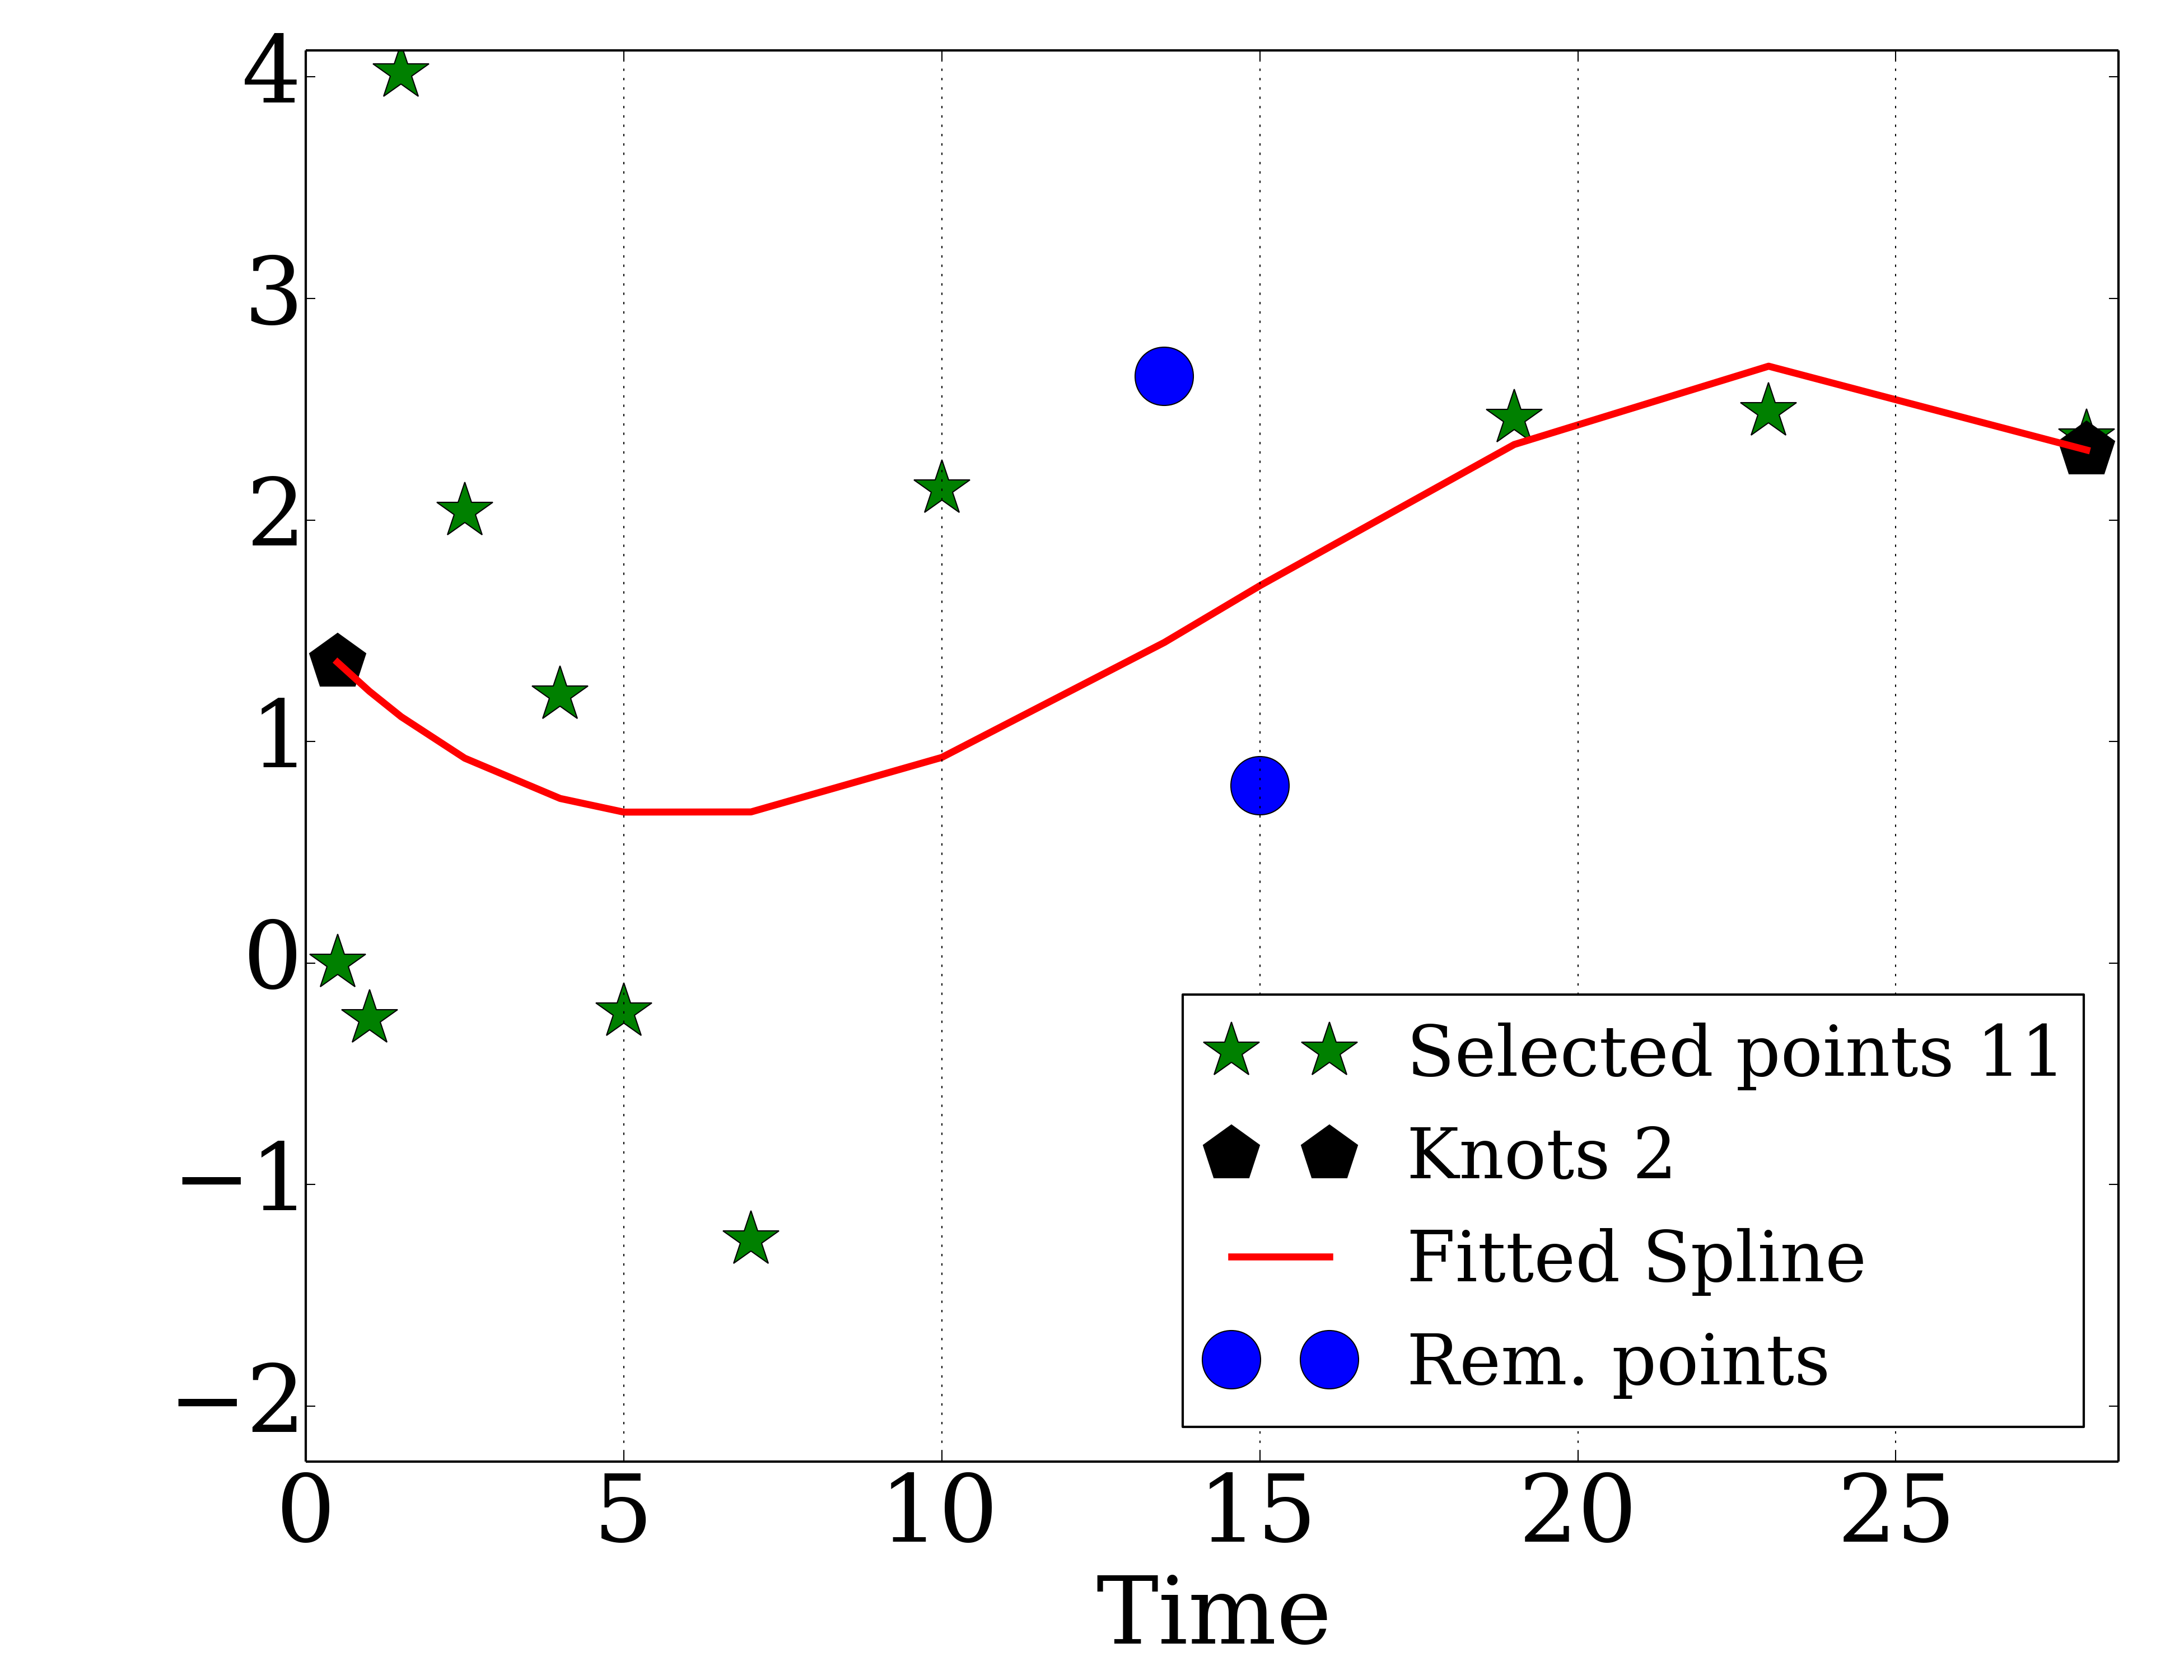 4
3
2
1
0
−1
−2
0 5 10 15 20 25
Time
Selected points 11
Knots 2
Fitted Spline
Rem. points